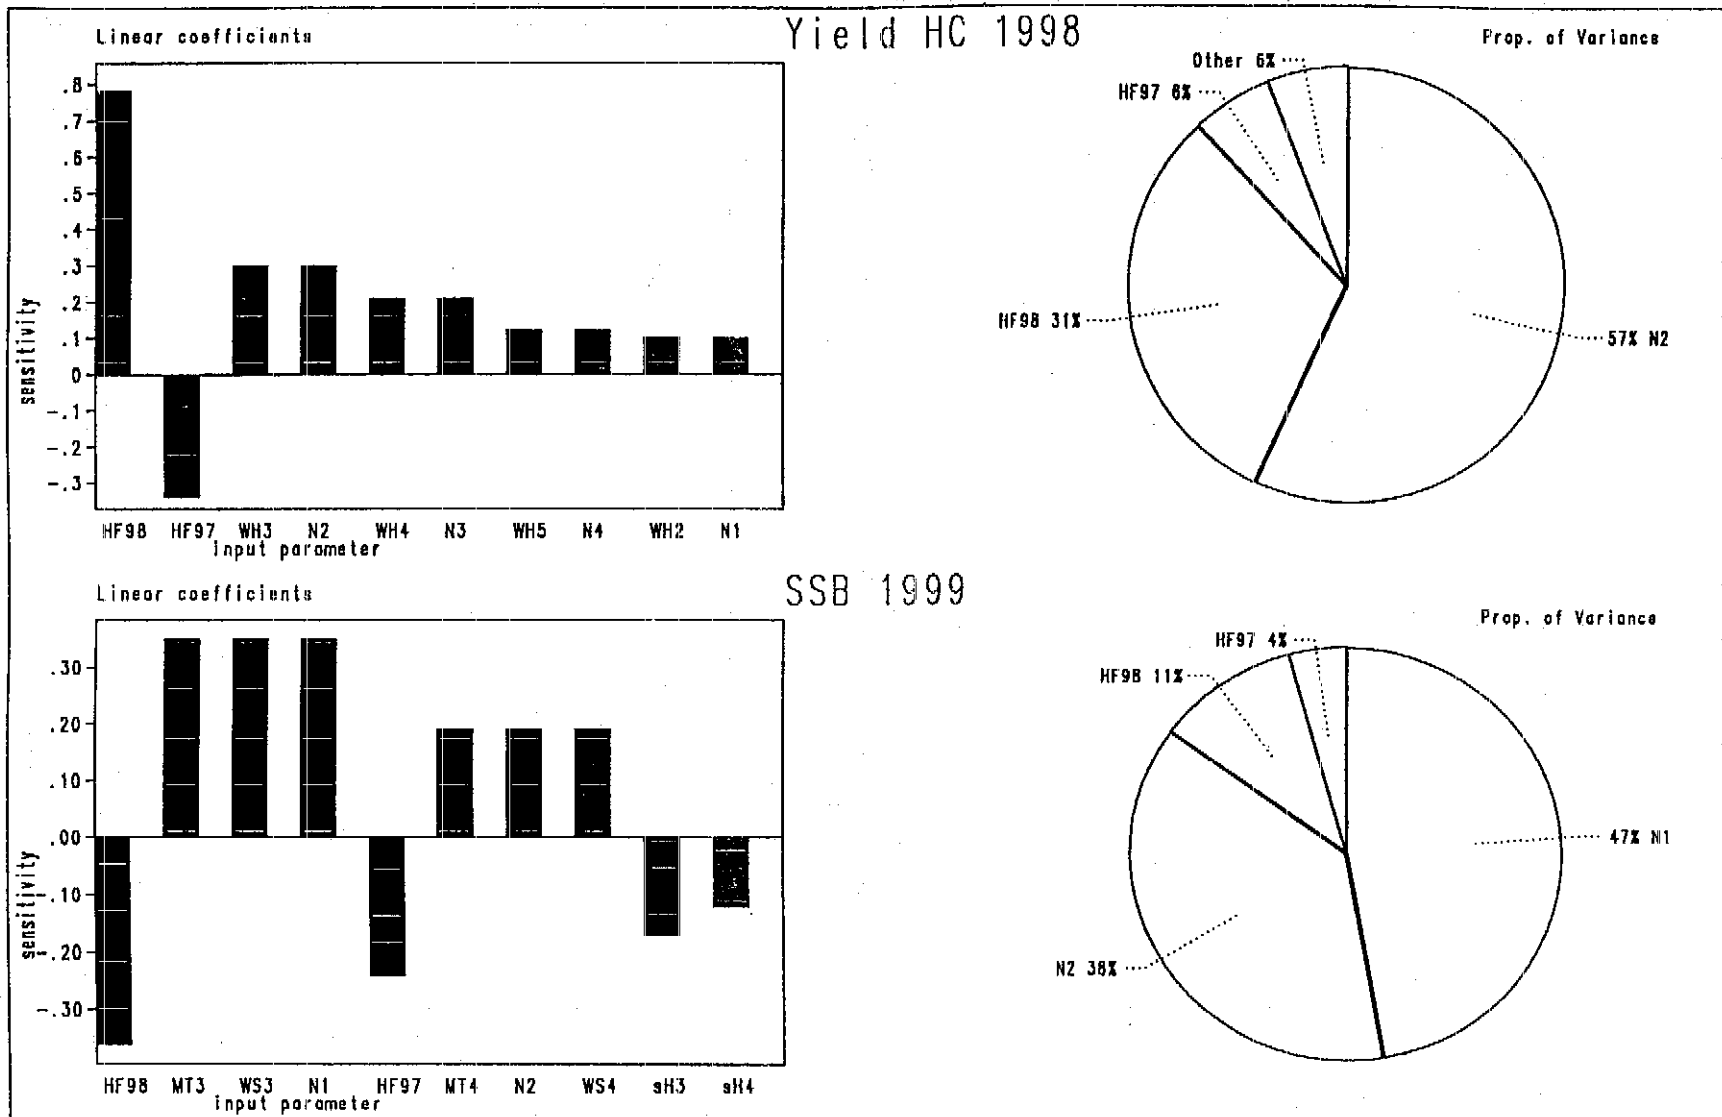 Yield HC 1998
Linear coefficients
Prop. of Variance
.8
.7
.6
.5
.4
.3
.2
.1
0
-.1
-.2
-.3
sensitivity
HF98 HF97 WH3 N2 WH4 N3 WH5 N4 WH2 N1
input parameter
Other 6%
HF97 6%
HF98 31%
57% N2
SSB 1999
Linear coefficients
Prop. of Variance
.30
.20
.10
.00
-.10
-.20
-.30
sensitivity
HF98 MT3 WS3 N1 HF97 MT4 N2 WS4 sH3 sH4
input parameter
HF97 4%
HF98 11%
47% N1
N2 38%